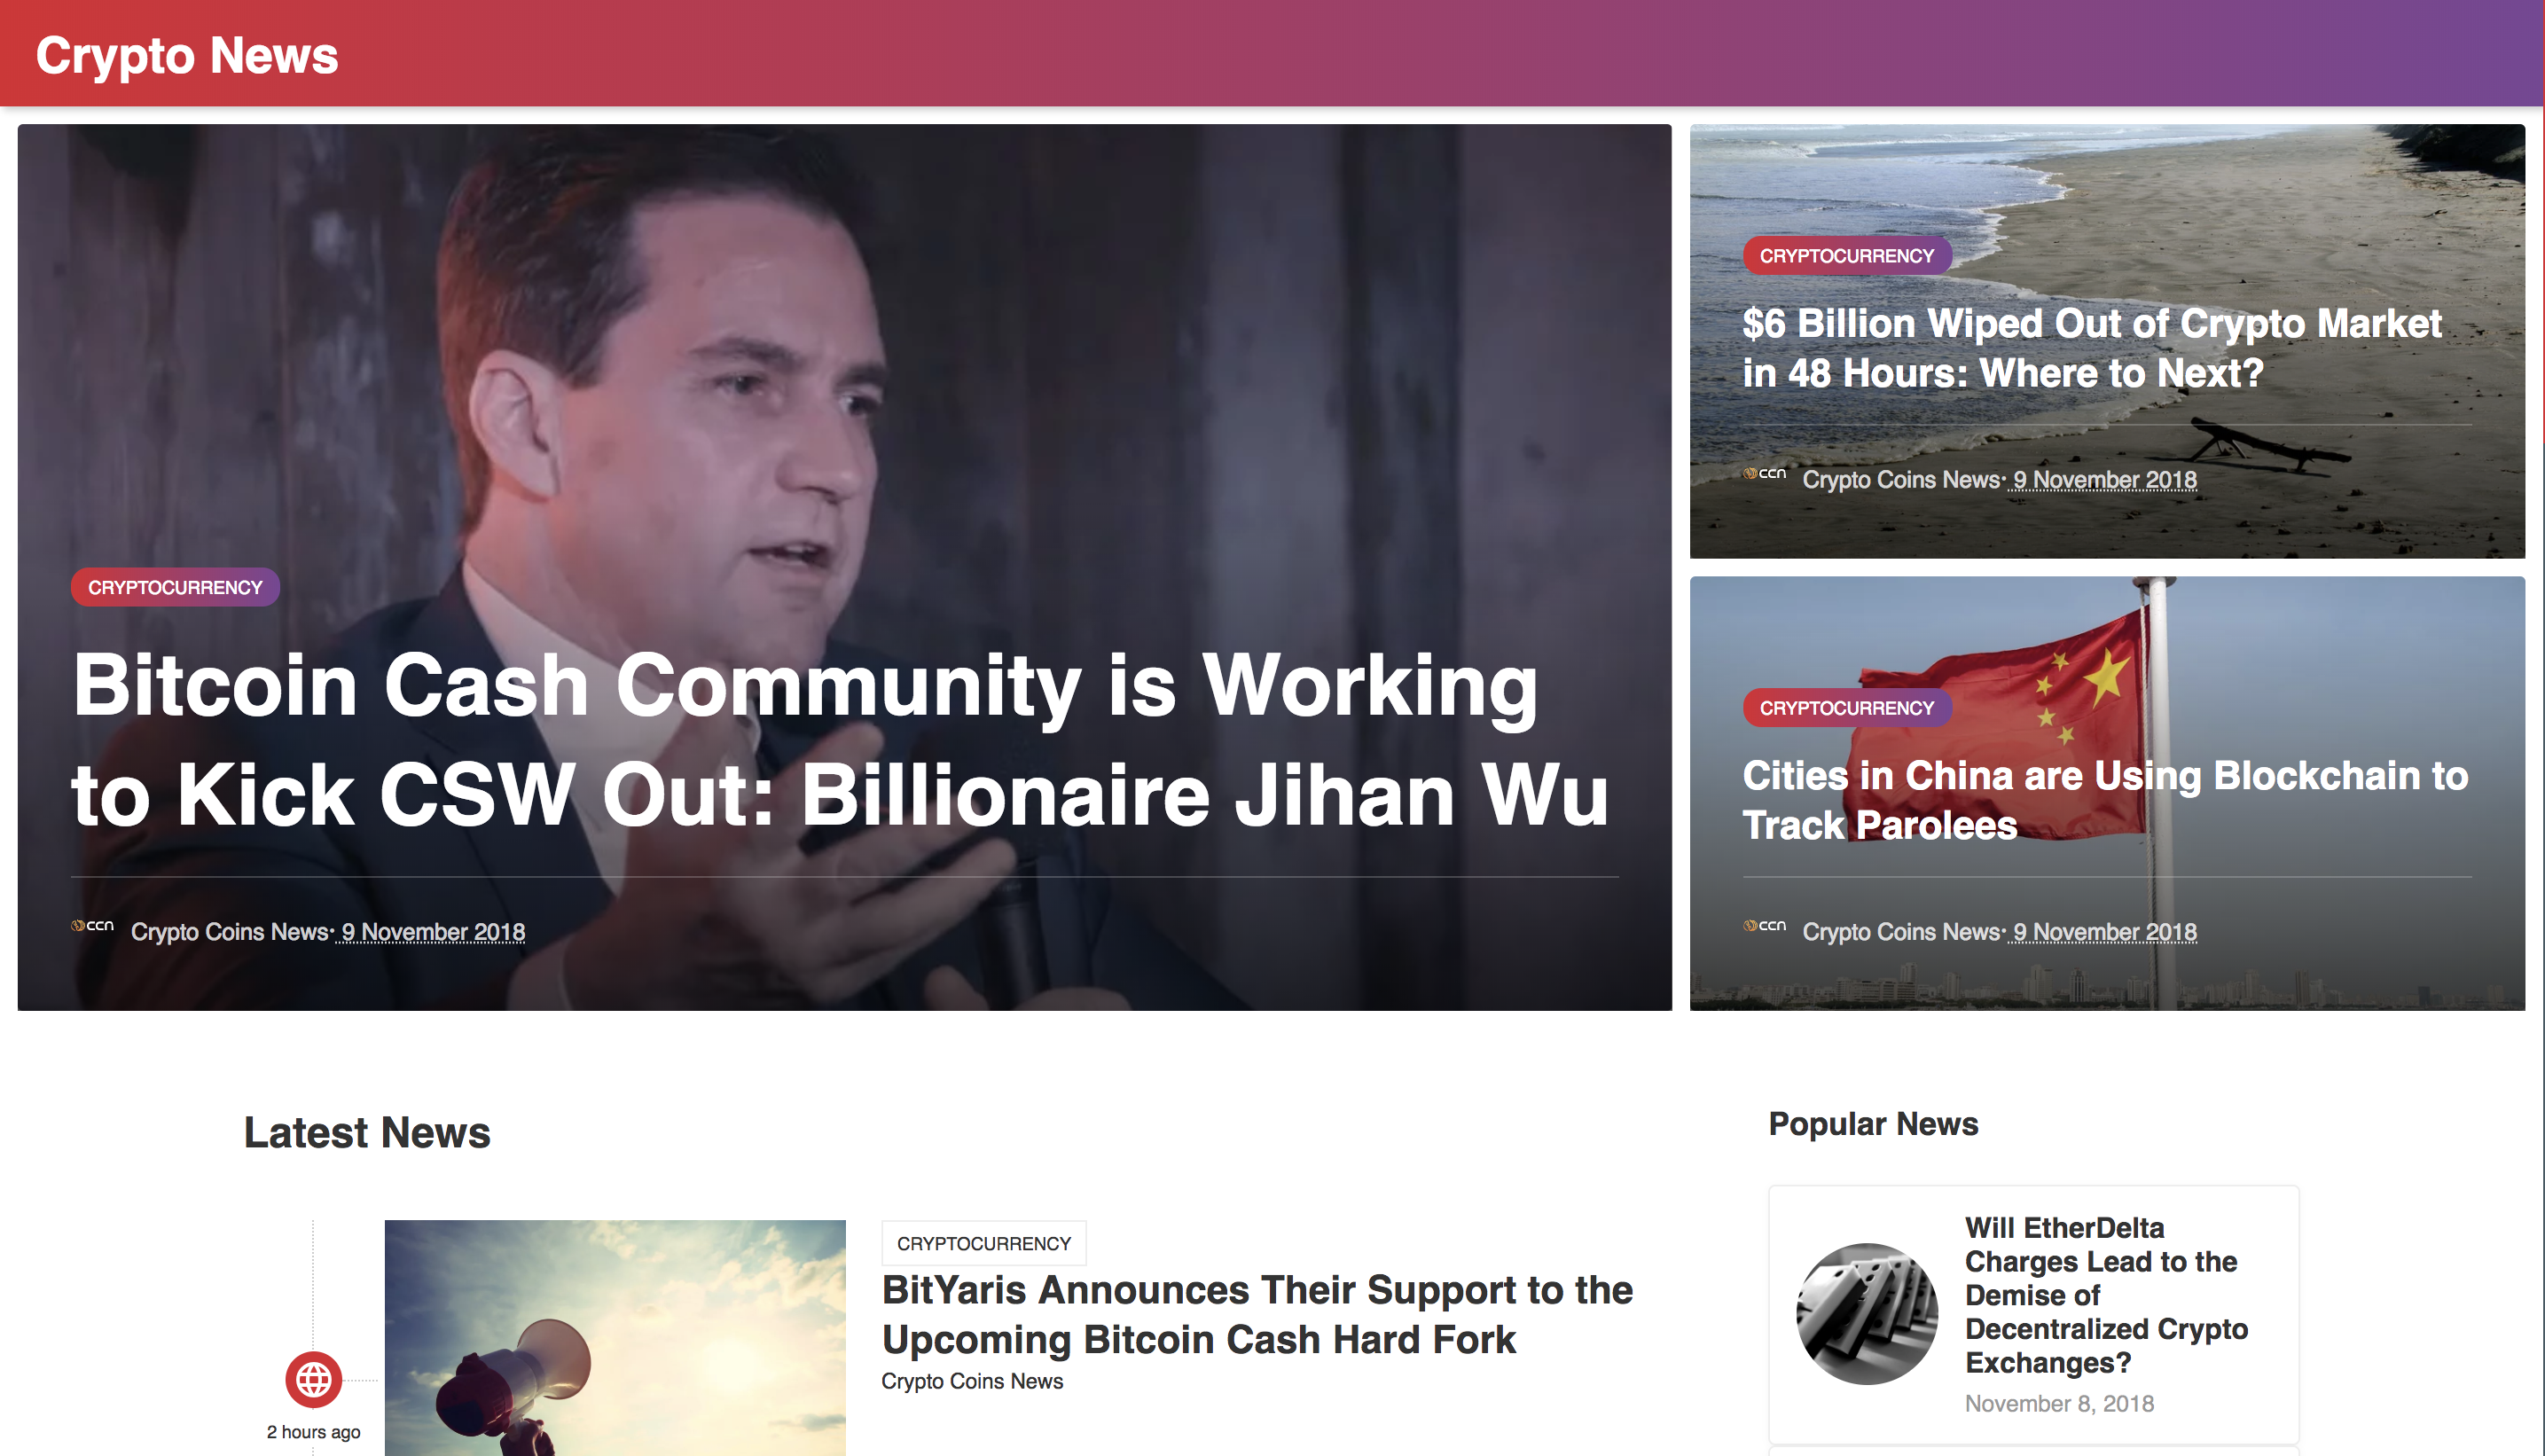 Crypto News
CRYPTOCURRENCY
Bitcoin Cash Community is Working
to Kick CSW Out: Billionaire Jihan Wu
ccn Crypto Coins News· 9 November 2018
CRYPTOCURRENCY
$6 Billion Wiped Out of Crypto Market
in 48 Hours: Where to Next?
ccn Crypto Coins News· 9 November 2018
CRYPTOCURRENCY
Cities in China are Using Blockchain to
Track Parolees
ccn Crypto Coins News· 9 November 2018
Latest News
2 hours ago
CRYPTOCURRENCY
BitYaris Announces Their Support to the
Upcoming Bitcoin Cash Hard Fork
Crypto Coins News
Popular News
Will EtherDelta
Charges Lead to the
Demise of
Decentralized Crypto
Exchanges?
November 8, 2018